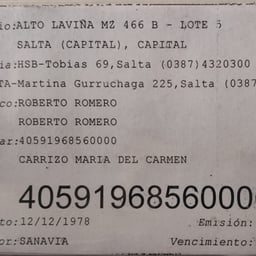 io:ALTO LAVIÑA MZ 466 B - LOTE 5
SALTA (CAPITAL), CAPITAL
ia:HSB-Tobias 69,Salta (0387)4320300
TA-Martina Gurruchaga 225,Salta (0387
co:ROBERTO ROMERO
ROBERTO ROMERO
ar:40591968560000
CARRIZO MARIA DEL CARMEN
40591968560000
to:12/12/1978 Emisión:
or:SANAVIA Vencimiento: